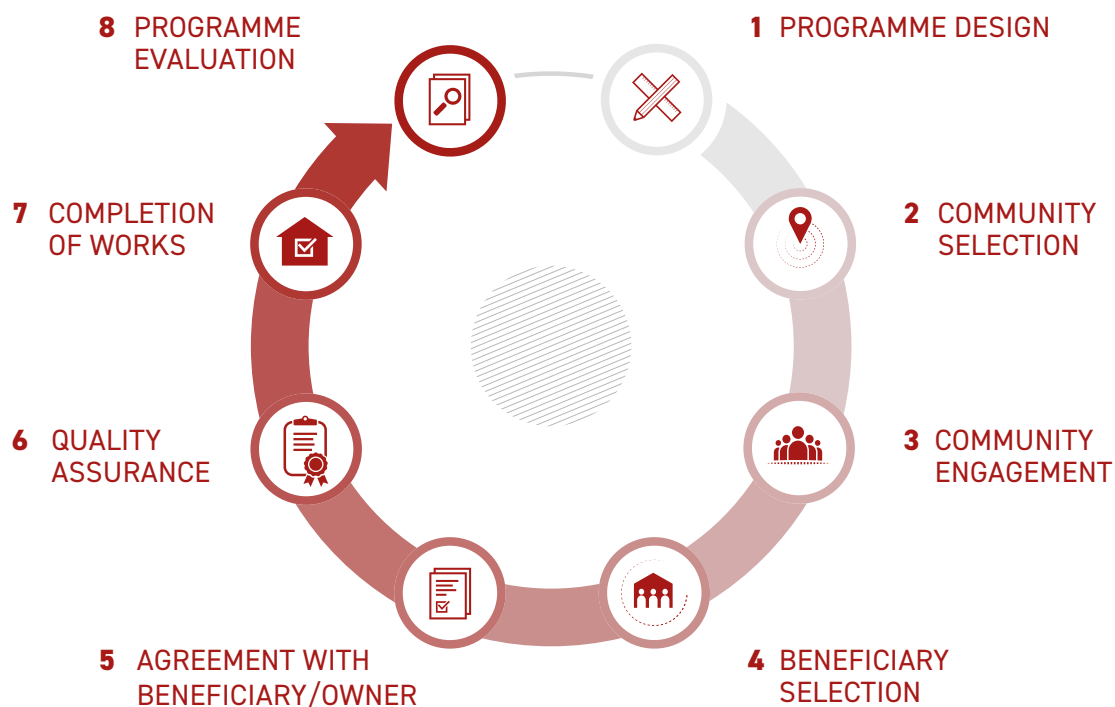 1 PROGRAMME DESIGN
2 COMMUNITY
SELECTION
3 COMMUNITY
ENGAGEMENT
4 BENEFICIARY
SELECTION
5 AGREEMENT WITH
BENEFICIARY/OWNER
6 QUALITY
ASSURANCE
7 COMPLETION
OF WORKS
8 PROGRAMME
EVALUATION